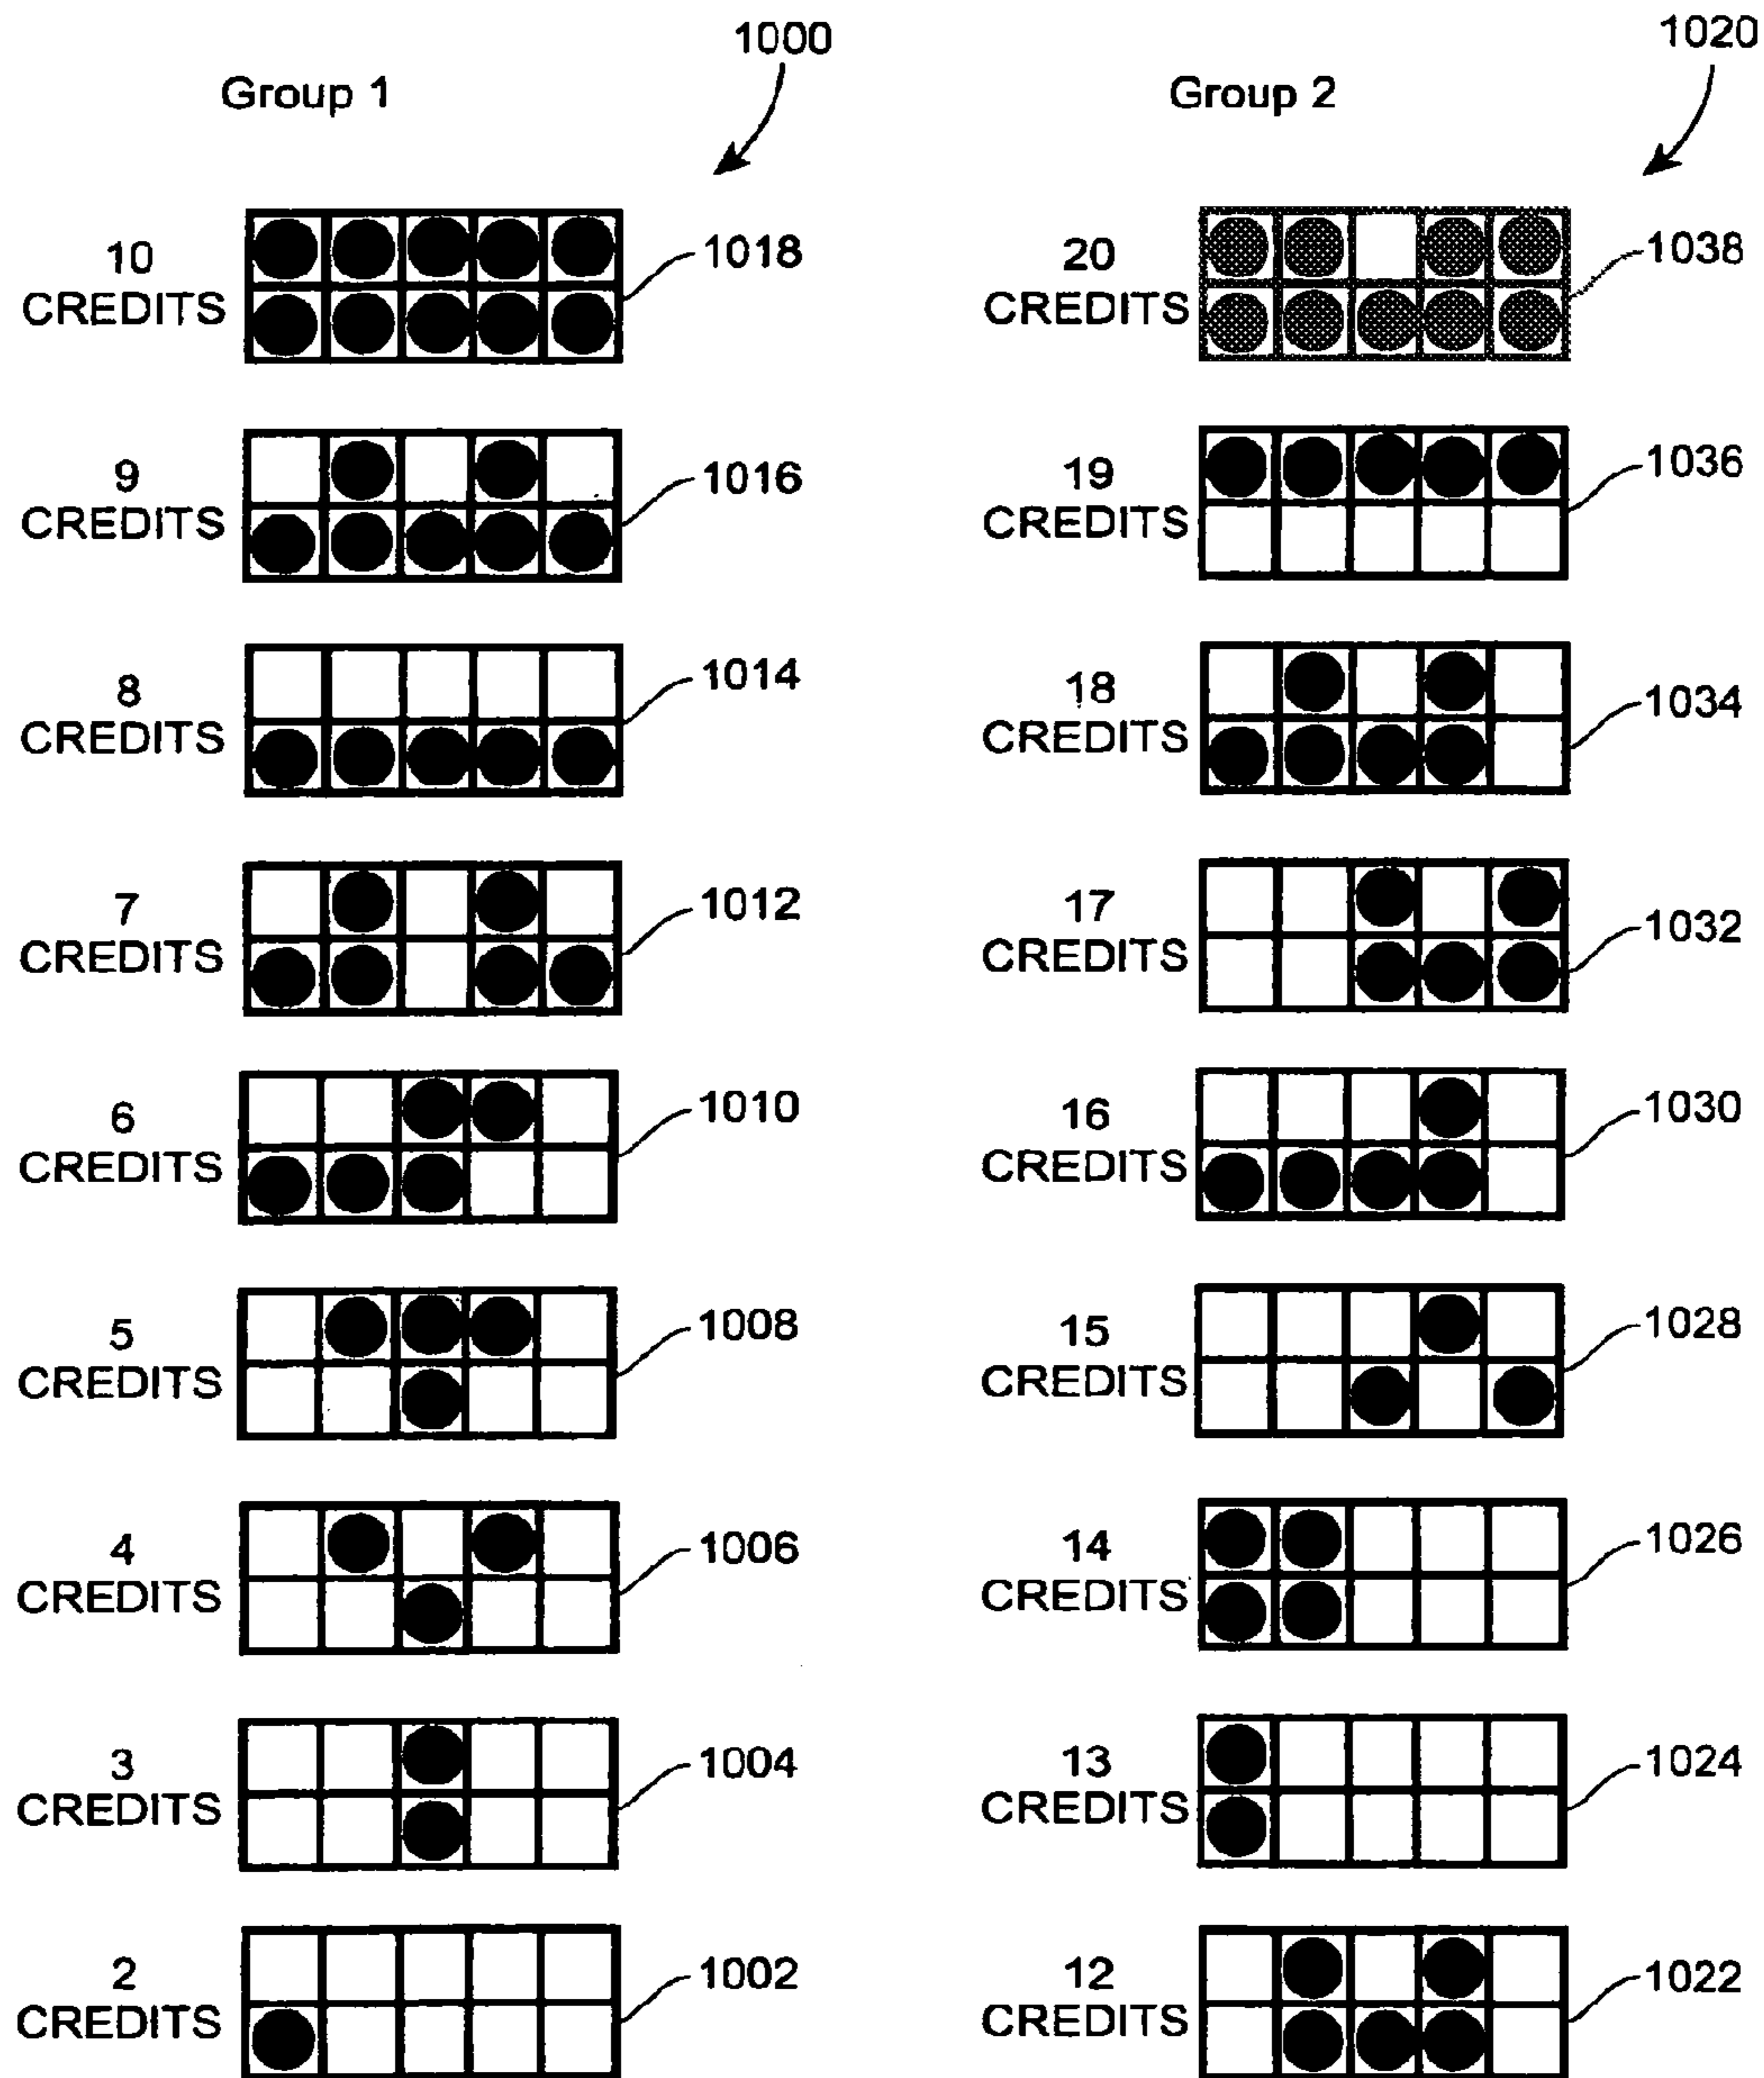 1000
Group 1
10
CREDITS
1018
9
CREDITS
1016
8
CREDITS
1014
7
CREDITS
1012
6
CREDITS
1010
5
CREDITS
1008
4
CREDITS
1006
3
CREDITS
1004
2
CREDITS
1002
1020
Group 2
20
CREDITS
1038
19
CREDITS
1036
18
CREDITS
1034
17
CREDITS
1032
16
CREDITS
1030
15
CREDITS
1028
14
CREDITS
1026
13
CREDITS
1024
12
CREDITS
1022